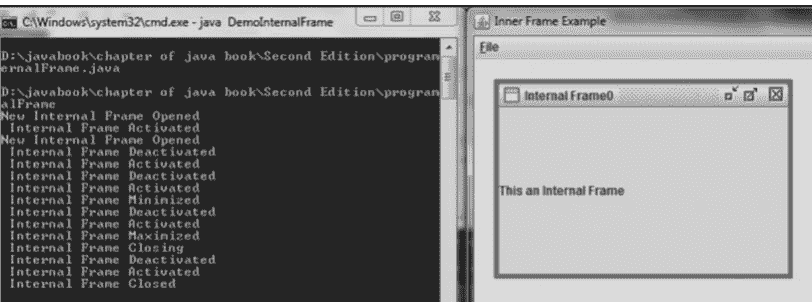 C:\Windows\system32\cmd.exe - java DemoInternalFrame
D:\javabook\chapter of java book\Second Edition\program
ernalFrame.java
D:\javabook\chapter of java book\Second Edition\program
alFrame
New Internal Frame Opened
Internal Frame Activated
New Internal Frame Opened
Internal Frame Deactivated
Internal Frame Activated
Internal Frame Deactivated
Internal Frame Activated
Internal Frame Minimized
Internal Frame Deactivated
Internal Frame Activated
Internal Frame Maximized
Internal Frame Closing
Internal Frame Deactivated
Internal Frame Activated
Internal Frame Closed
Inner Frame Example
File
Internal Frame0
This an Internal Frame